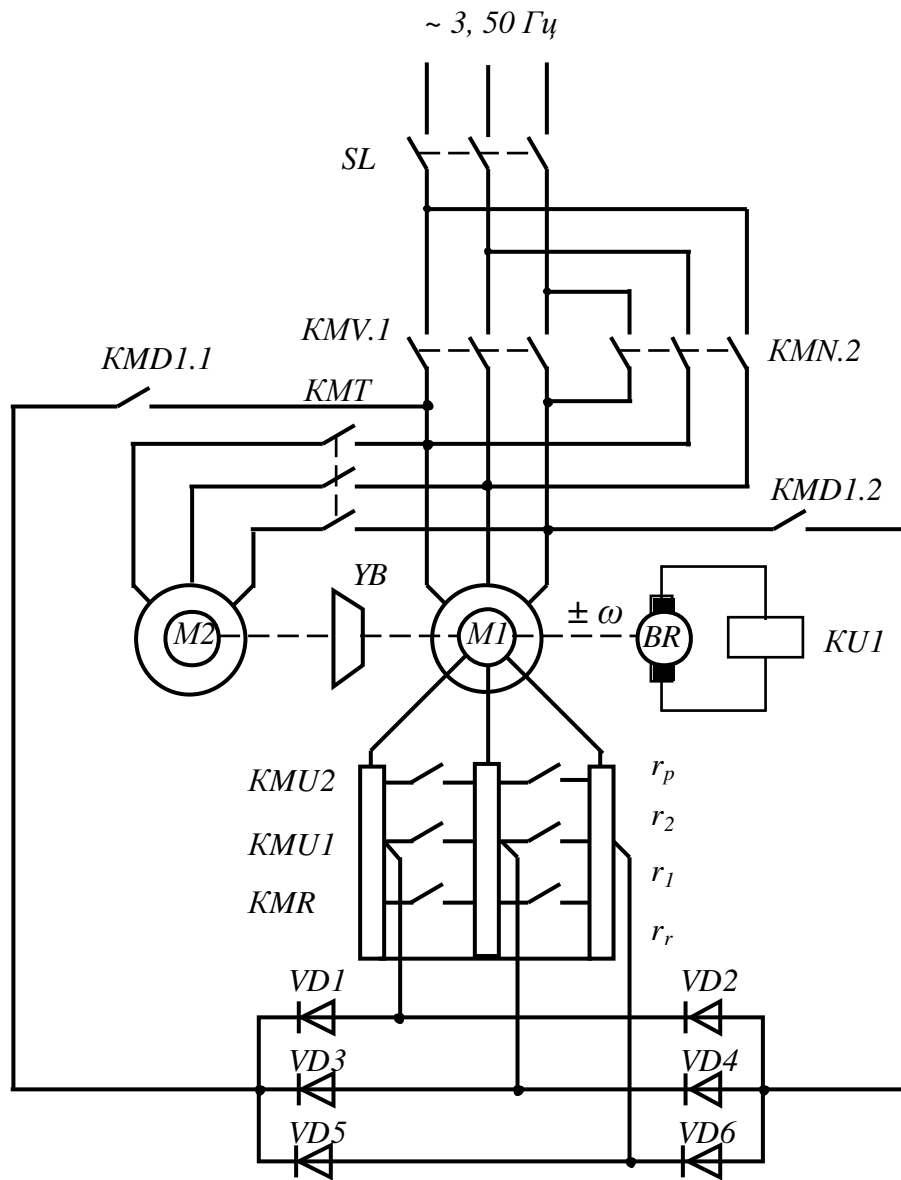 ~ 3, 50 Гц
SL
KMV.1
KMN.2
KMD1.1
KMT
KMD1.2
YB
M2
M1
± ω
BR
KU1
KMU2
r_p
r_2
KMU1
r_1
KMR
r_r
VD1
VD2
VD3
VD4
VD5
VD6